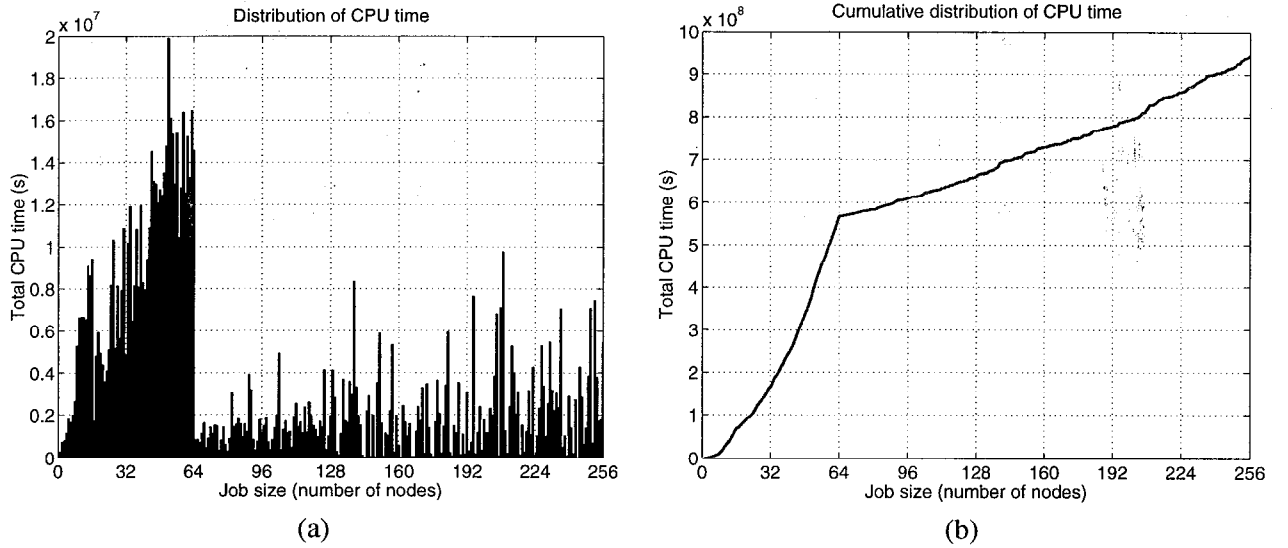 Distribution of CPU time
x 10^7
2
1.8
1.6
1.4
1.2
1
0.8
0.6
0.4
0.2
0
Total CPU time (s)
0 32 64 96 128 160 192 224 256
Job size (number of nodes)
(a)
Cumulative distribution of CPU time
x 10^8
10
9
8
7
6
5
4
3
2
1
0
Total CPU time (s)
0 32 64 96 128 160 192 224 256
Job size (number of nodes)
(b)